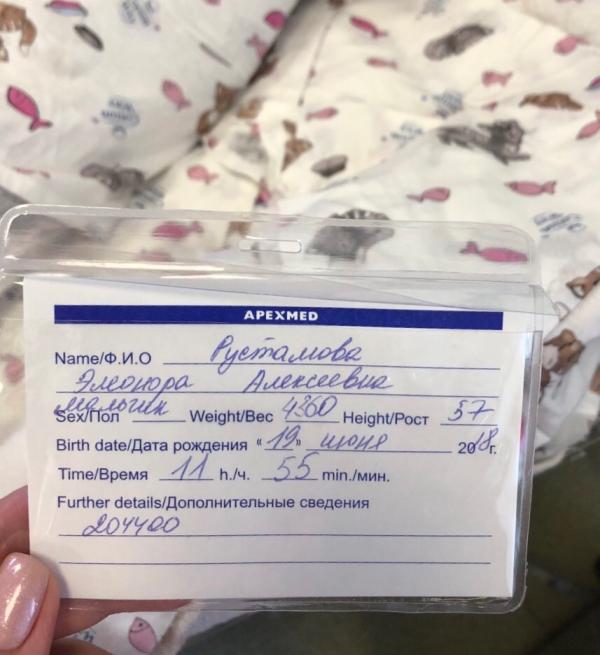 APEXMED
Name/Ф.И.О Рустамова
Элеонора Алексеевна
мальчик
Sex/Пол Weight/Вес 4360 Height/Рост 57
Birth date/Дата рождения «19» июня 2018г.
Time/Время 11 h./ч. 55 min./мин.
Further details/Дополнительные сведения
204400